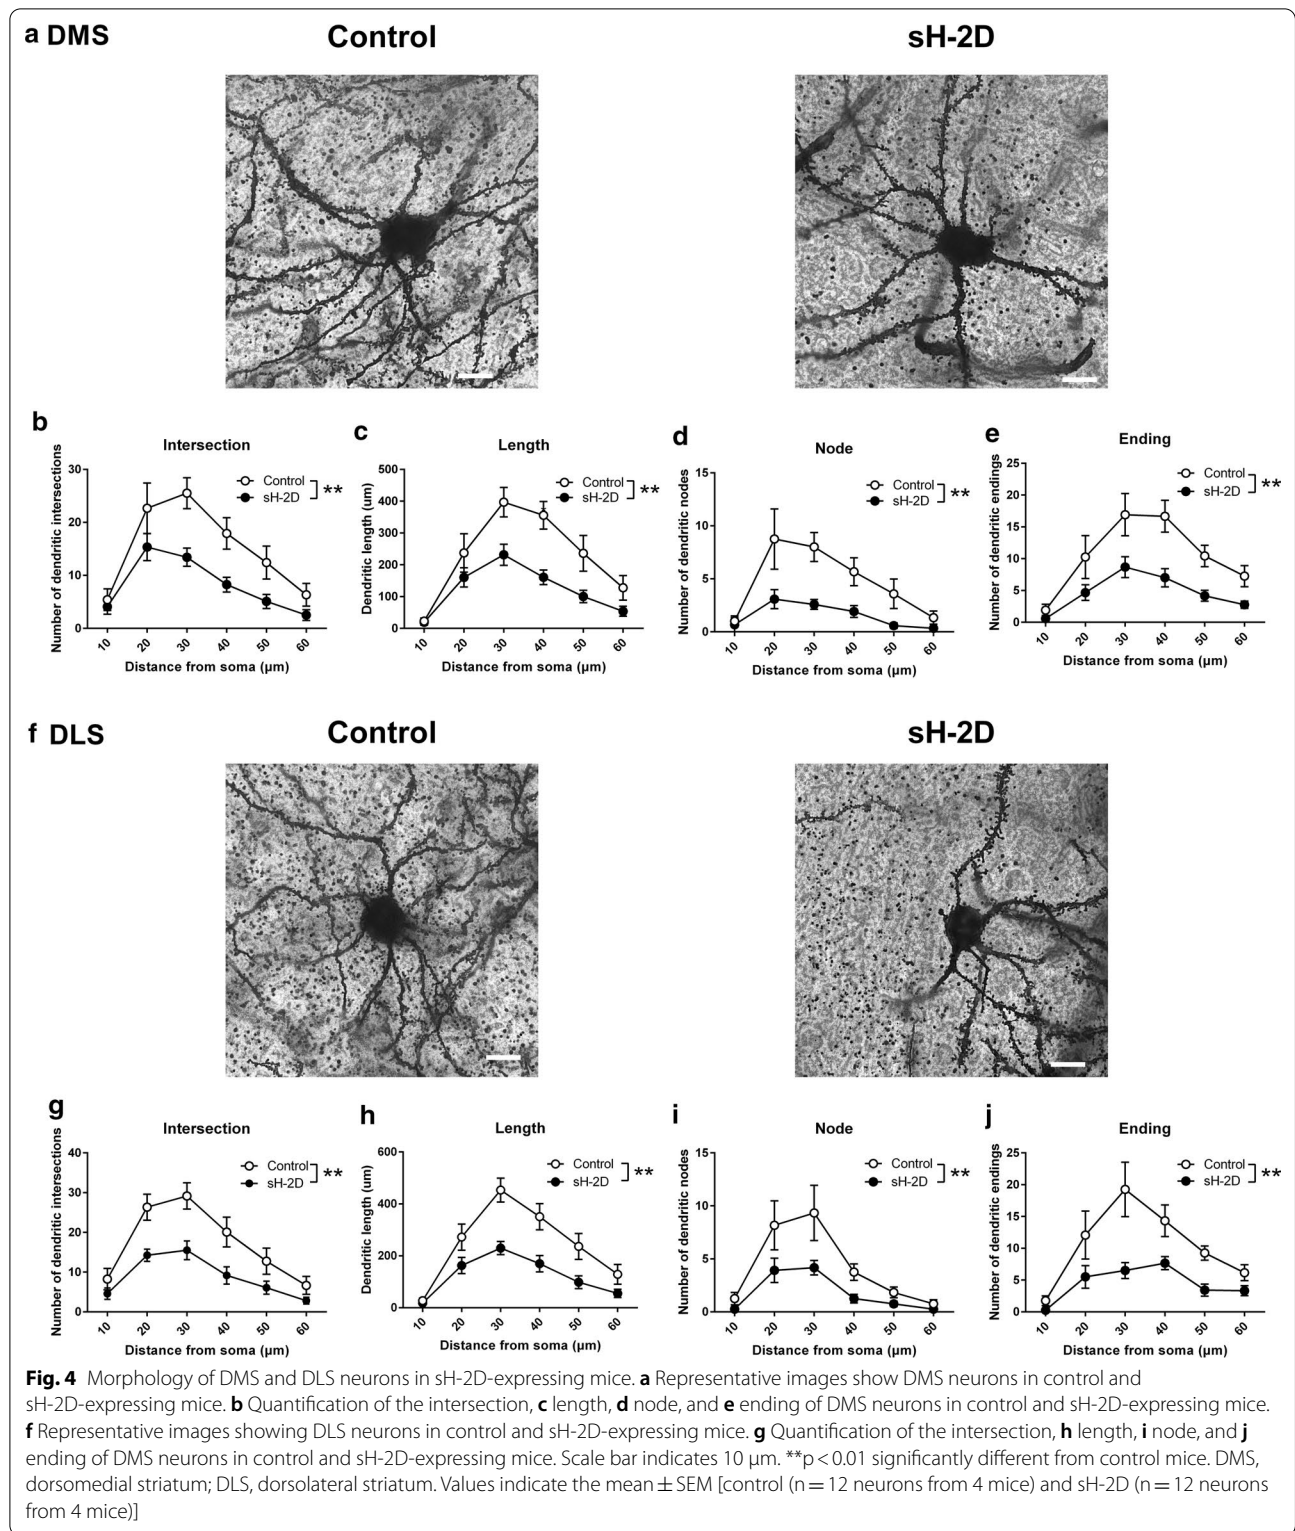 a DMS
Control
sH-2D
b
Intersection
Number of dendritic intersections
30
20
10
0
10 20 30 40 50 60
Distance from soma (µm)
Control
sH-2D
**
c
Length
Dendritic length (um)
500
400
300
200
100
0
10 20 30 40 50 60
Distance from soma (µm)
Control
sH-2D
**
d
Node
Number of dendritic nodes
15
10
5
0
10 20 30 40 50 60
Distance from soma (µm)
Control
sH-2D
**
e
Ending
Number of dendritic endings
25
20
15
10
5
0
10 20 30 40 50 60
Distance from soma (µm)
Control
sH-2D
**
f DLS
Control
sH-2D
g
Intersection
Number of dendritic intersections
40
30
20
10
0
10 20 30 40 50 60
Distance from soma (µm)
Control
sH-2D
**
h
Length
Dendritic length (um)
600
400
200
0
10 20 30 40 50 60
Distance from soma (µm)
Control
sH-2D
**
i
Node
Number of dendritic nodes
15
10
5
0
10 20 30 40 50 60
Distance from soma (µm)
Control
sH-2D
**
j
Ending
Number of dendritic endings
25
20
15
10
5
0
10 20 30 40 50 60
Distance from soma (µm)
Control
sH-2D
**
Fig. 4 Morphology of DMS and DLS neurons in sH-2D-expressing mice. a Representative images show DMS neurons in control and
sH-2D-expressing mice. b Quantification of the intersection, c length, d node, and e ending of DMS neurons in control and sH-2D-expressing mice.
f Representative images showing DLS neurons in control and sH-2D-expressing mice. g Quantification of the intersection, h length, i node, and j
ending of DMS neurons in control and sH-2D-expressing mice. Scale bar indicates 10 µm. **p < 0.01 significantly different from control mice. DMS,
dorsomedial striatum; DLS, dorsolateral striatum. Values indicate the mean ± SEM [control (n = 12 neurons from 4 mice) and sH-2D (n = 12 neurons
from 4 mice)]